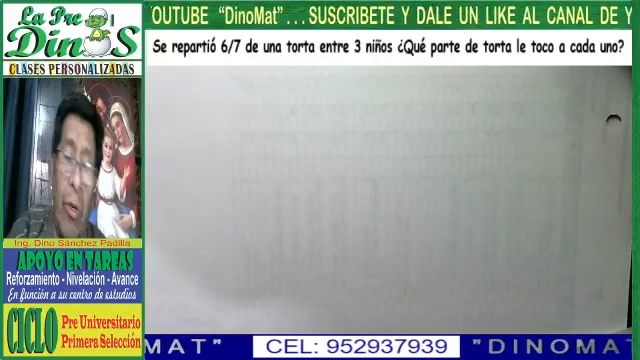 La Pre
DinoS
CLASES PERSONALIZADAS
YOUTUBE "DinoMat"...SUSCRIBETE Y DALE UN LIKE AL CANAL DE Y
Se repartió 6/7 de una torta entre 3 niños ¿Qué parte de torta le toco a cada uno?
Ing. Dino Sánchez Padilla
APOYO EN TAREAS
Reforzamiento - Nivelación - Avance
En función a su centro de estudios
CICLO Pre Universitario
Primera Selección
MAT" CEL: 952937939 "DINOMAT"